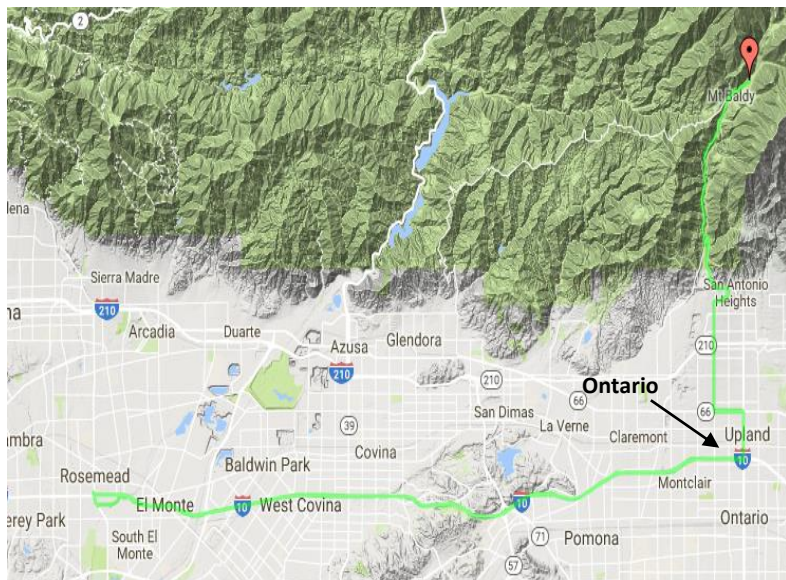 2
Mt Baldy
ena
Sierra Madre
San Antonio
Heights
210
na
Arcadia
Duarte
Azusa
Glendora
210
210
210
66
Ontario
39
San Dimas
66
La Verne
Claremont
Upland
mbra
Baldwin Park
Covina
10
Rosemead
Montclair
El Monte
10
West Covina
10
Ontario
erey Park
South El
Monte
71
Pomona
57